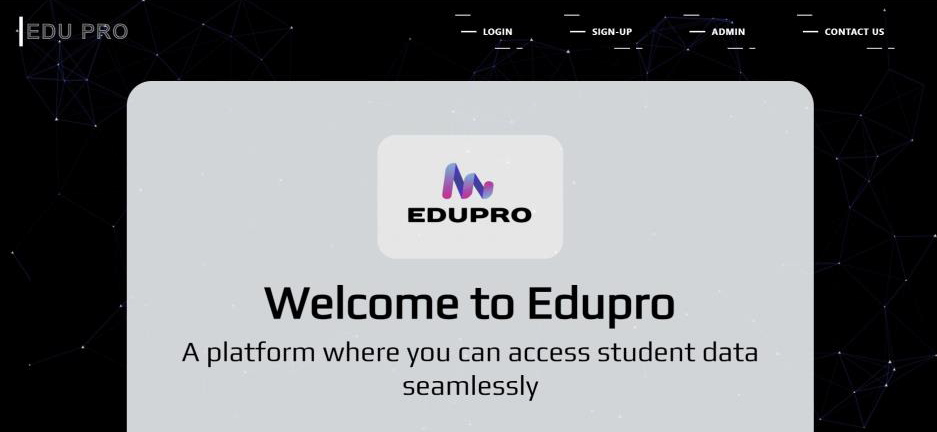 EDU PRO
LOGIN
SIGN-UP
ADMIN
CONTACT US
EDUPRO
Welcome to Edupro
A platform where you can access student data
seamlessly